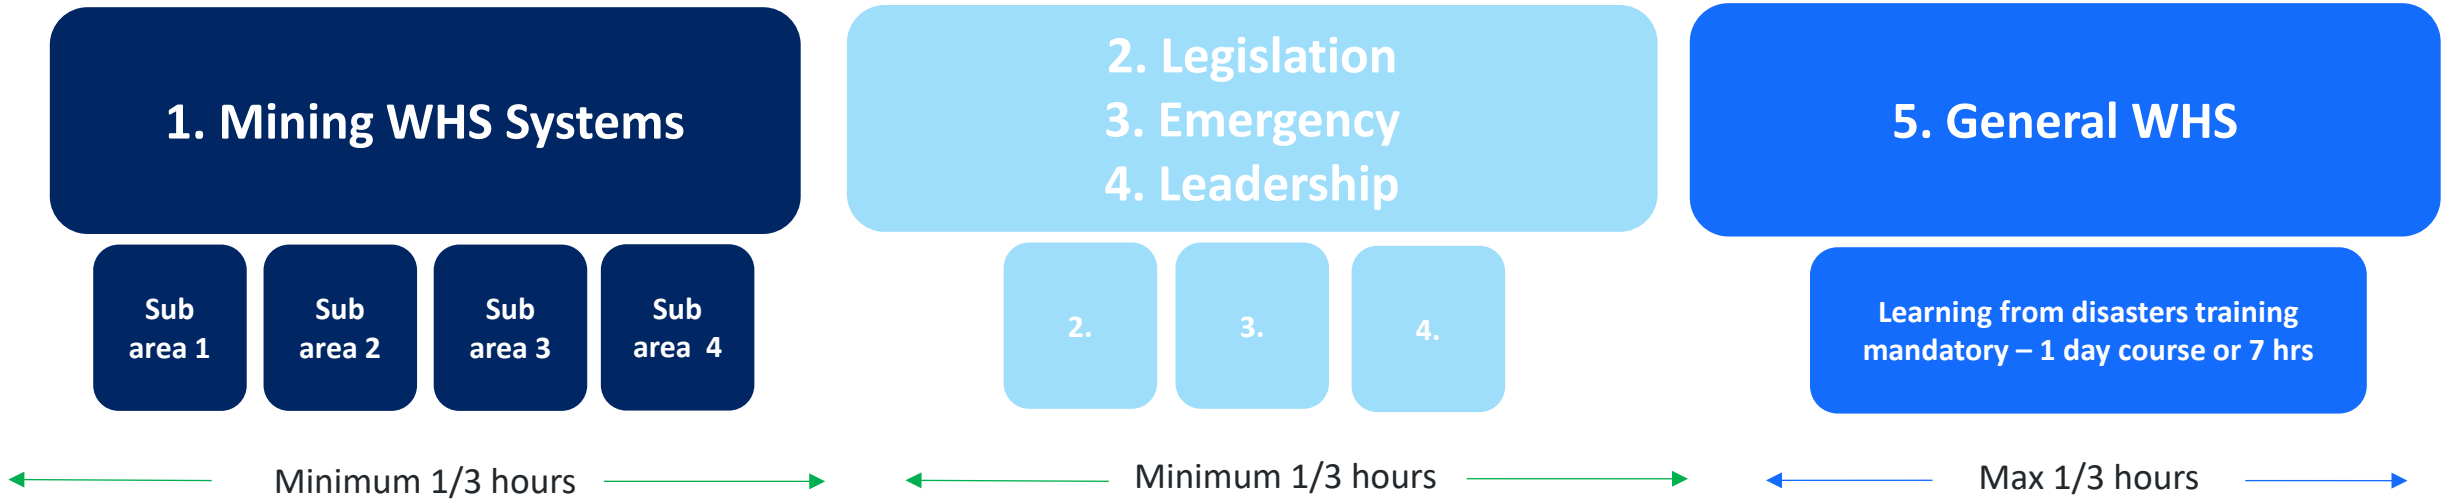 1. Mining WHS Systems
2. Legislation
3. Emergency
4. Leadership
5. General WHS
Sub
area 1
Sub
area 2
Sub
area 3
Sub
area  4
2.
3.
4.
Learning from disasters training
mandatory – 1 day course or 7 hrs
Minimum 1/3 hours
Minimum 1/3 hours
Max 1/3 hours